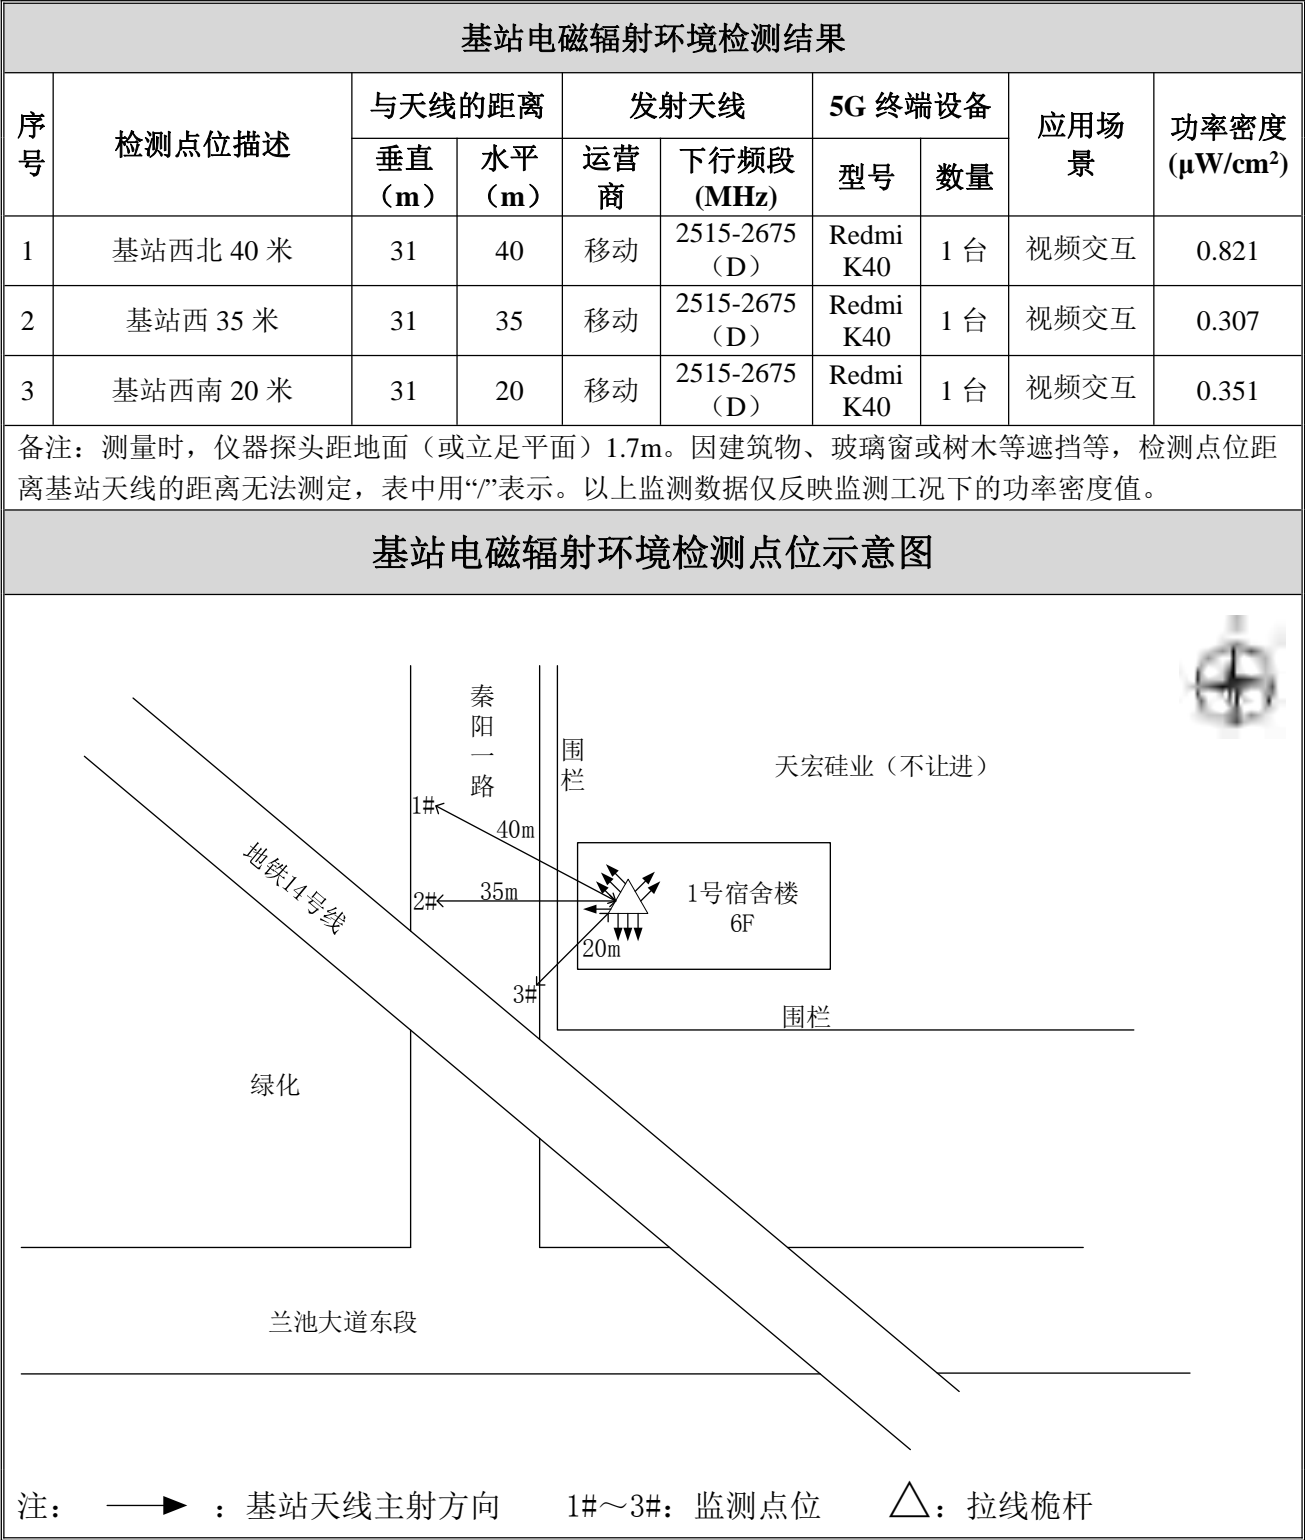 基站电磁辐射环境检测结果
序号 检测点位描述 与天线的距离 发射天线 5G 终端设备 应用场景 功率密度(μW/cm²)
垂直（m） 水平（m） 运营商 下行频段(MHz) 型号 数量
1 基站西北 40 米 31 40 移动 2515-2675（D） Redmi K40 1 台 视频交互 0.821
2 基站西 35 米 31 35 移动 2515-2675（D） Redmi K40 1 台 视频交互 0.307
3 基站西南 20 米 31 20 移动 2515-2675（D） Redmi K40 1 台 视频交互 0.351
备注：测量时，仪器探头距地面（或立足平面）1.7m。因建筑物、玻璃窗或树木等遮挡等，检测点位距
离基站天线的距离无法测定，表中用“/”表示。以上监测数据仅反映监测工况下的功率密度值。
基站电磁辐射环境检测点位示意图
秦阳一路
围栏
天宏硅业（不让进）
1#
40m
地铁14号线
2#
35m
1号宿舍楼
6F
20m
3#
围栏
绿化
兰池大道东段
注： ：基站天线主射方向 1#～3#：监测点位 △：拉线桅杆